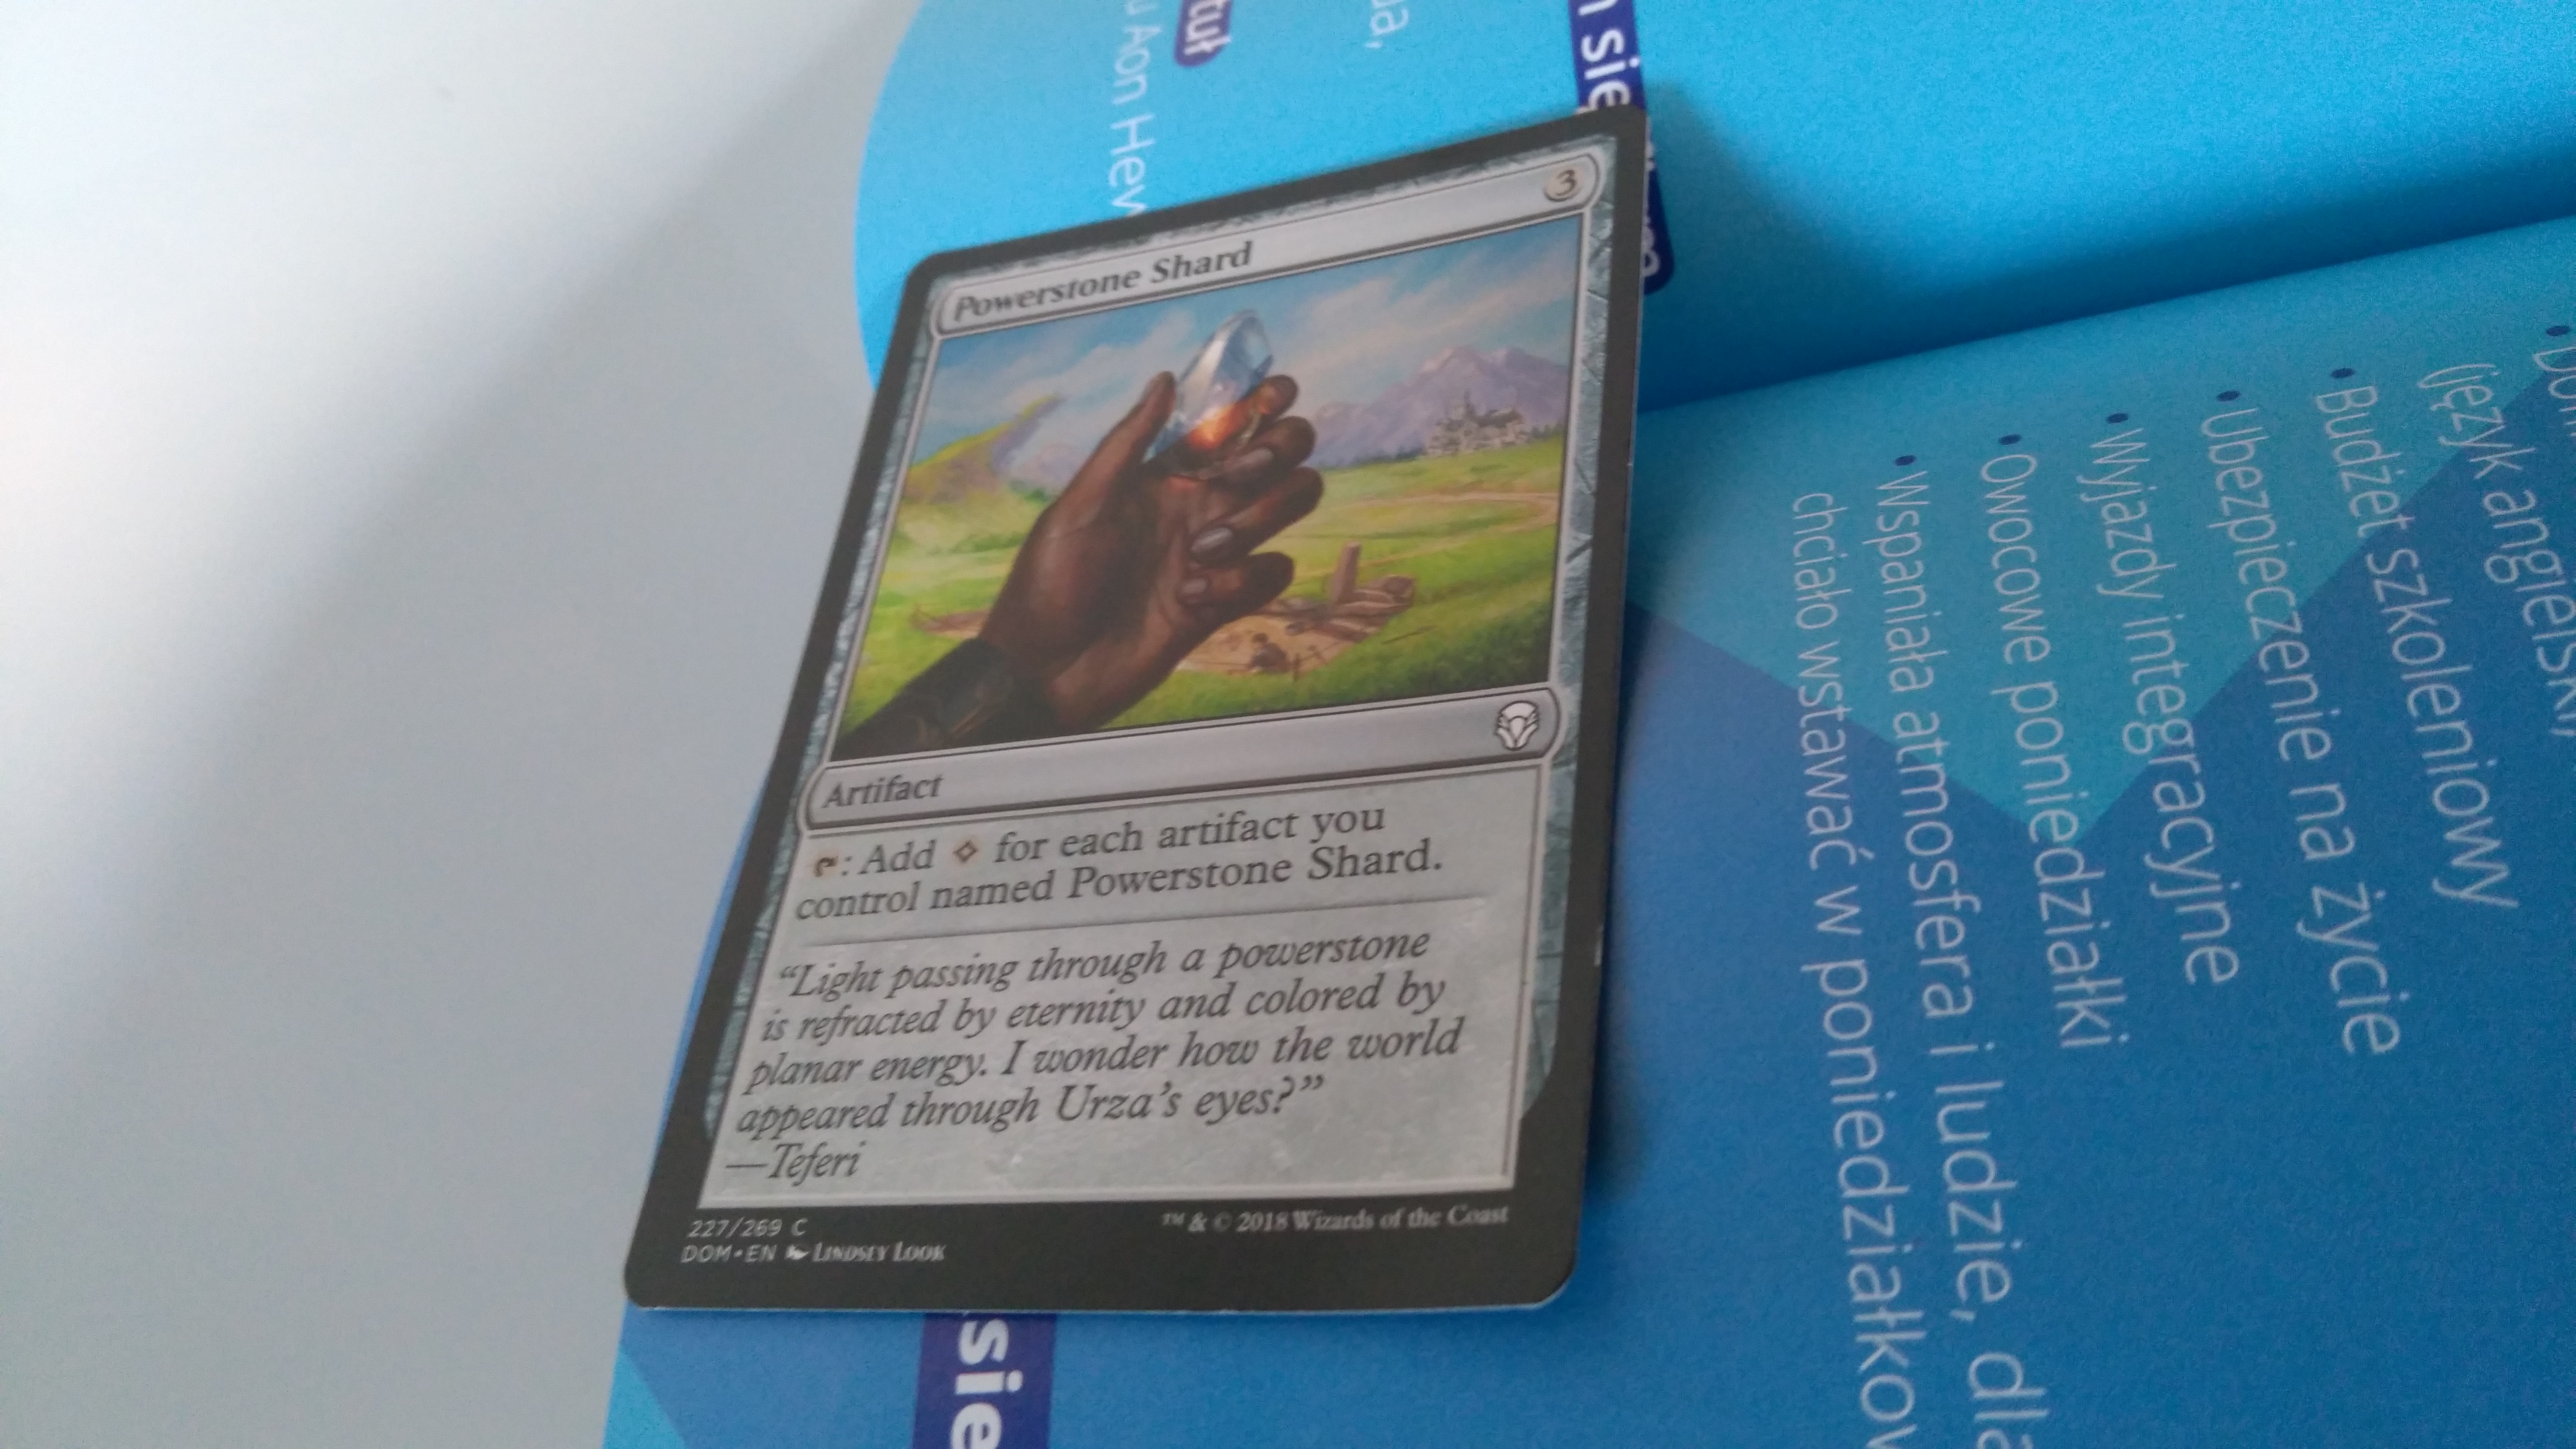 Powerstone Shard 3
Artifact
: Add for each artifact you
control named Powerstone Shard.
“Light passing through a powerstone
is refracted by eternity and colored by
planar energy. I wonder how the world
appeared through Urza’s eyes?”
—Teferi
227/269 C
DOM • EN LINDSEY LOOK
™ & © 2018 Wizards of the Coast
Aon Hew
(język angielski,
• Budżet szkoleniowy
• Ubezpieczenie na życie
• Wyjazdy integracyjne
• Owocowe poniedziałki
• Wspaniała atmosfera i ludzie, dla
chciało wstawać w poniedziałkow